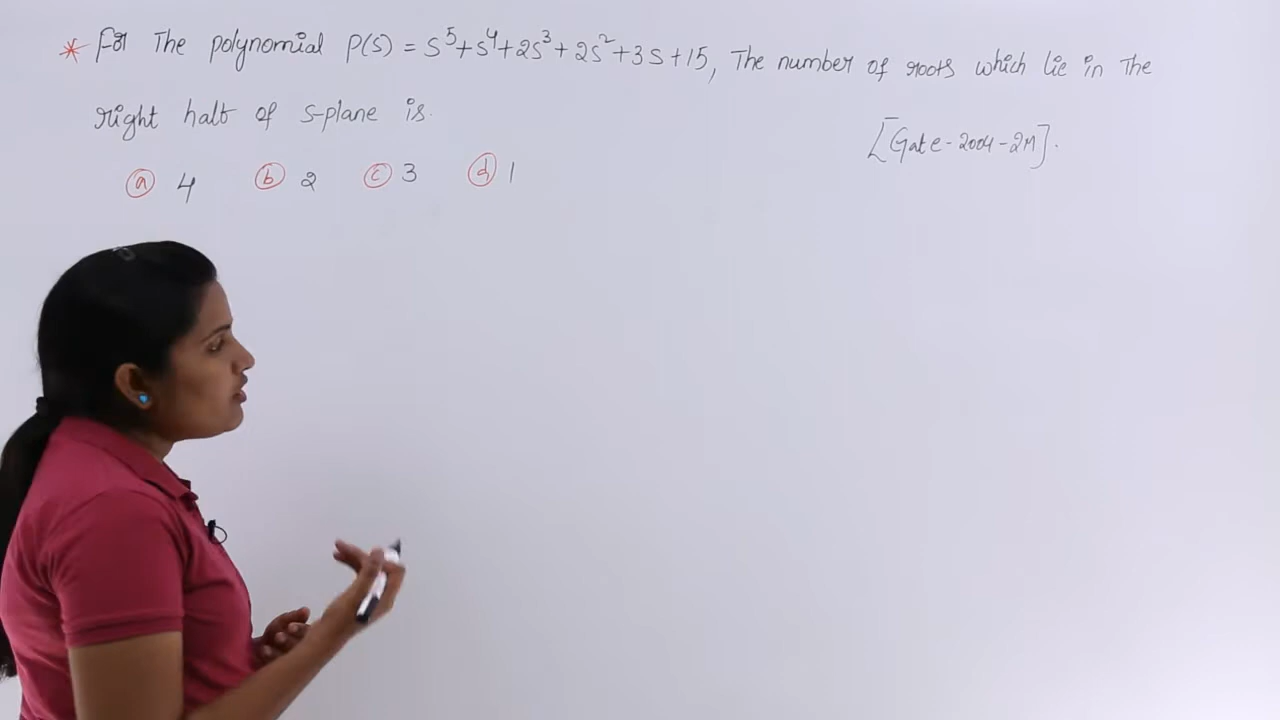 * For The polynomial P(s) = s⁵+s⁴+2s³+2s²+3s+15, The number of roots which lie in The
right half of s-plane is.
[Gate-2004-2M].
(a) 4 (b) 2 (c) 3 (d) 1